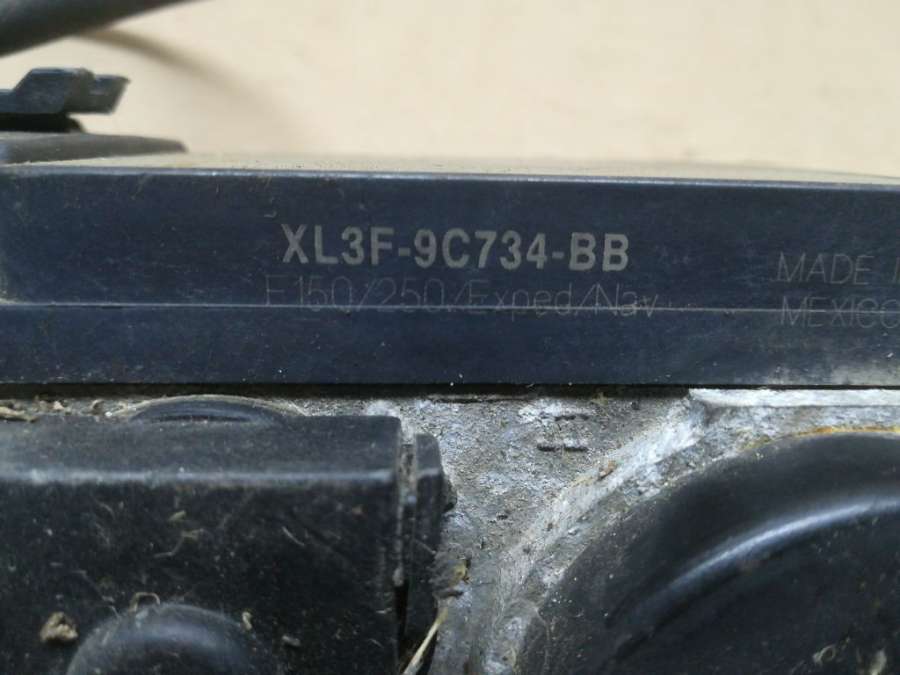 XL3F-9C734-BB
F150/250/Exped/Nav
MADE
MEXICO